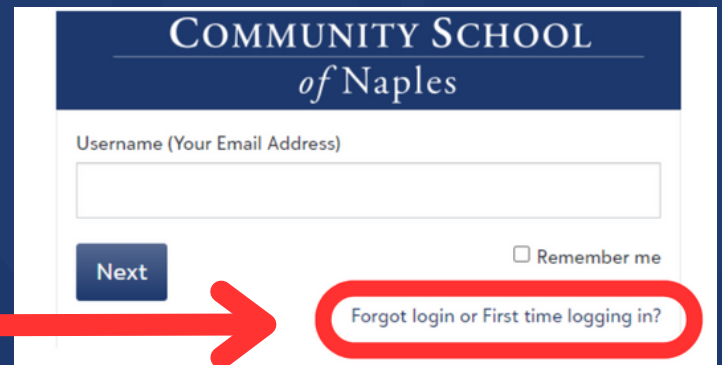 COMMUNITY SCHOOL
of Naples
Username (Your Email Address)
Next
Remember me
Forgot login or First time logging in?